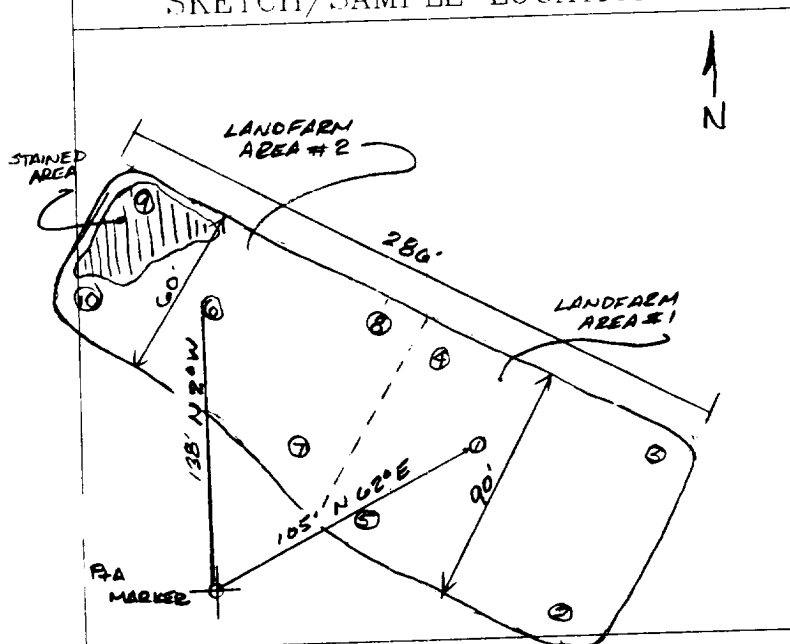 SKETCH/SAMPLE
N
LANDFARM
AREA #2
STAINED
AREA
9
286'
60'
10
6
8
LANDFARM
AREA #1
4
138' N2°W
7
1
3
105' N62°E
90'
5
P&A
MARKER
2